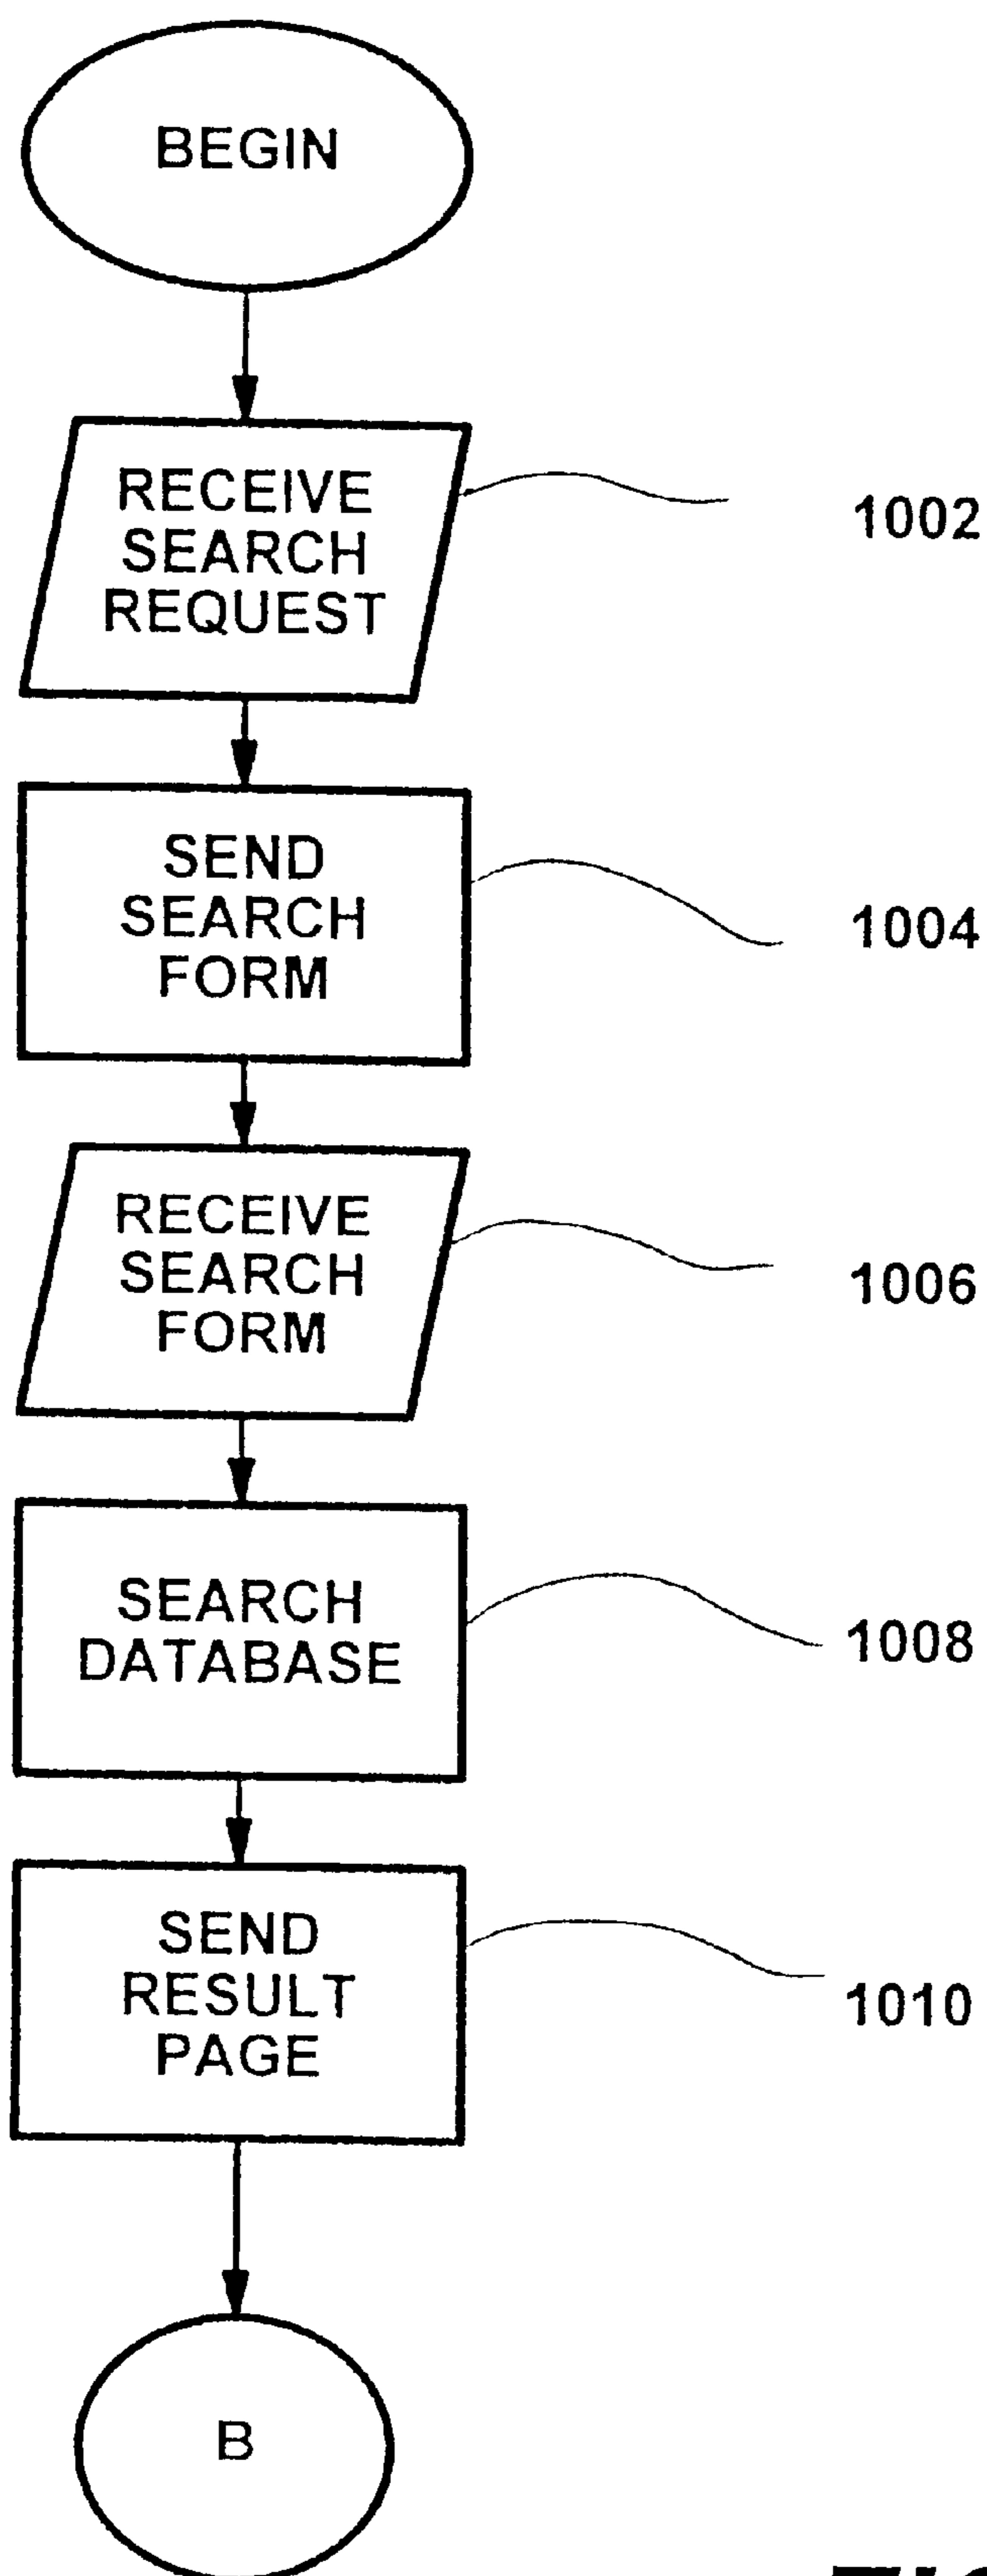 BEGIN
RECEIVE
SEARCH
REQUEST
1002
SEND
SEARCH
FORM
1004
RECEIVE
SEARCH
FORM
1006
SEARCH
DATABASE
1008
SEND
RESULT
PAGE
1010
B